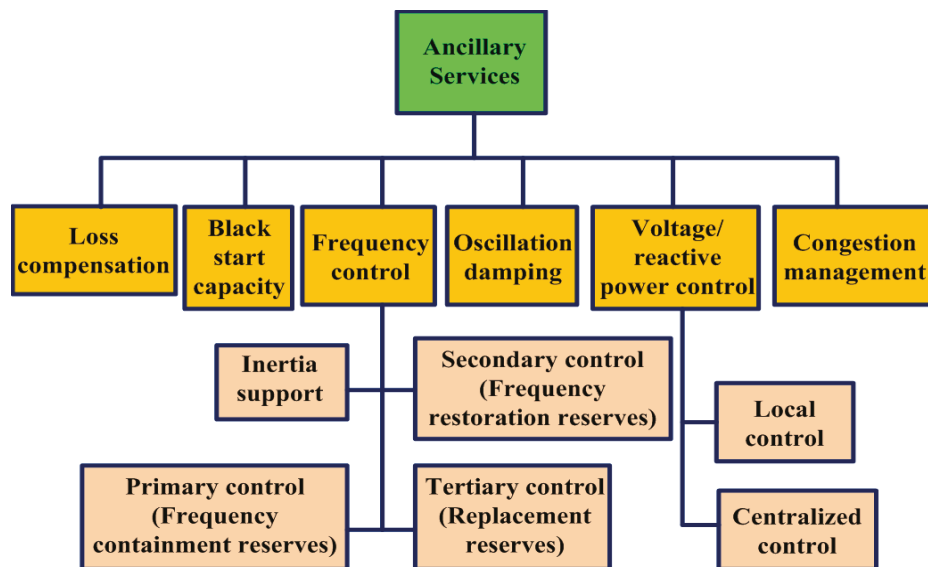 Ancillary
Services
Loss
compensation
Black
start
capacity
Frequency
control
Oscillation
damping
Voltage/
reactive
power control
Congestion
management
Inertia
support
Secondary control
(Frequency
restoration reserves)
Local
control
Primary control
(Frequency
containment reserves)
Tertiary control
(Replacement
reserves)
Centralized
control